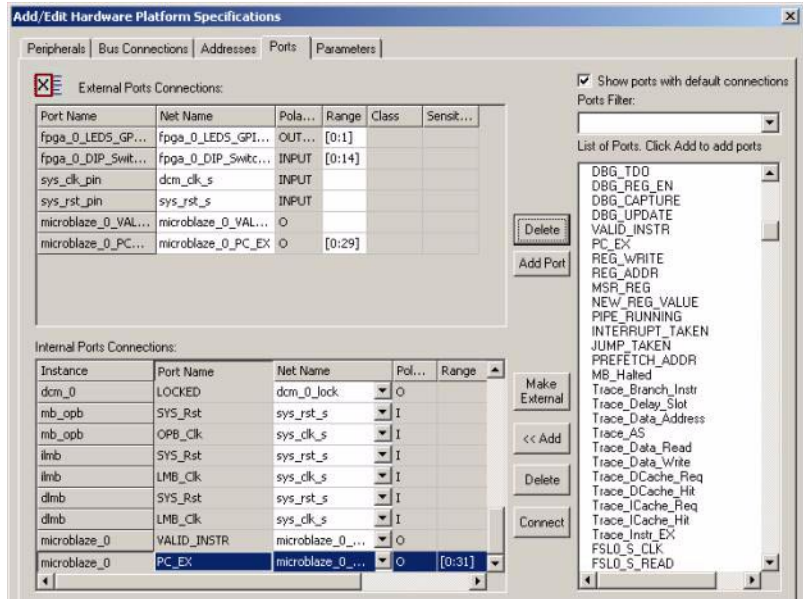 Add/Edit Hardware Platform Specifications
Peripherals Bus Connections Addresses Ports Parameters
External Ports Connections:
Port Name Net Name Pola... Range Class Sensit...
fpga_0_LEDS_GP... fpga_0_LEDS_GPI... OUT... [0:1]
fpga_0_DIP_Swit... fpga_0_DIP_Switc... INPUT [0:14]
sys_clk_pin dcm_clk_s INPUT
sys_rst_pin sys_rst_s INPUT
microblaze_0_VAL... microblaze_0_VAL... O
microblaze_0_PC... microblaze_0_PC_EX O [0:29]
Delete
Add Port
Show ports with default connections
Ports Filter:
List of Ports. Click Add to add ports
DBG_TDO
DBG_REG_EN
DBG_CAPTURE
DBG_UPDATE
VALID_INSTR
PC_EX
REG_WRITE
REG_ADDR
MSR_REG
NEW_REG_VALUE
PIPE_RUNNING
INTERRUPT_TAKEN
JUMP_TAKEN
PREFETCH_ADDR
MB_Halted
Trace_Branch_Instr
Trace_Delay_Slot
Trace_Data_Address
Trace_AS
Trace_Data_Read
Trace_Data_Write
Trace_DCache_Req
Trace_DCache_Hit
Trace_ICache_Req
Trace_ICache_Hit
Trace_Instr_EX
FSL0_S_CLK
FSL0_S_READ
Internal Ports Connections:
Instance Port Name Net Name Pol... Range
dcm_0 LOCKED dcm_0_lock O
mb_opb SYS_Rst sys_rst_s I
mb_opb OPB_Clk sys_clk_s I
ilmb SYS_Rst sys_rst_s I
ilmb LMB_Clk sys_clk_s I
dlmb SYS_Rst sys_rst_s I
dlmb LMB_Clk sys_clk_s I
microblaze_0 VALID_INSTR microblaze_0_... O
microblaze_0 PC_EX microblaze_0_... O [0:31]
Make
External
<< Add
Delete
Connect